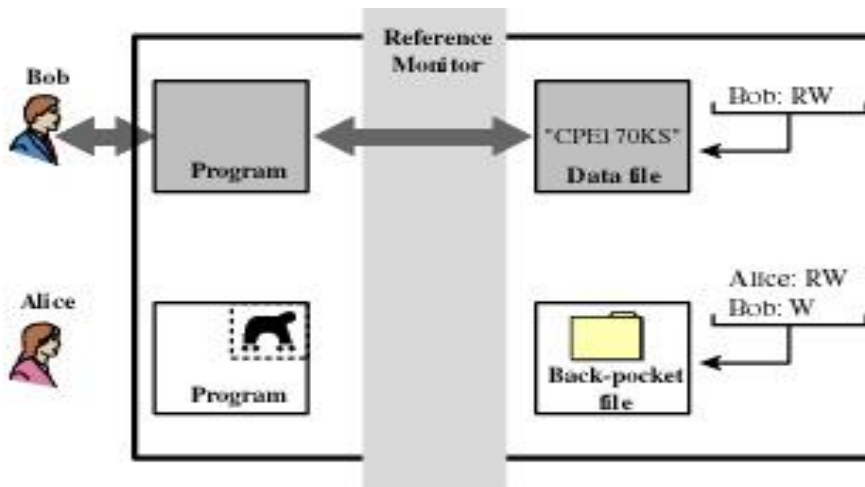 Reference
Monitor
Bob
Program
"CPE170KS"
Data file
Bob: RW
Alice
Program
Back-pocket
file
Alice: RW
Bob: W